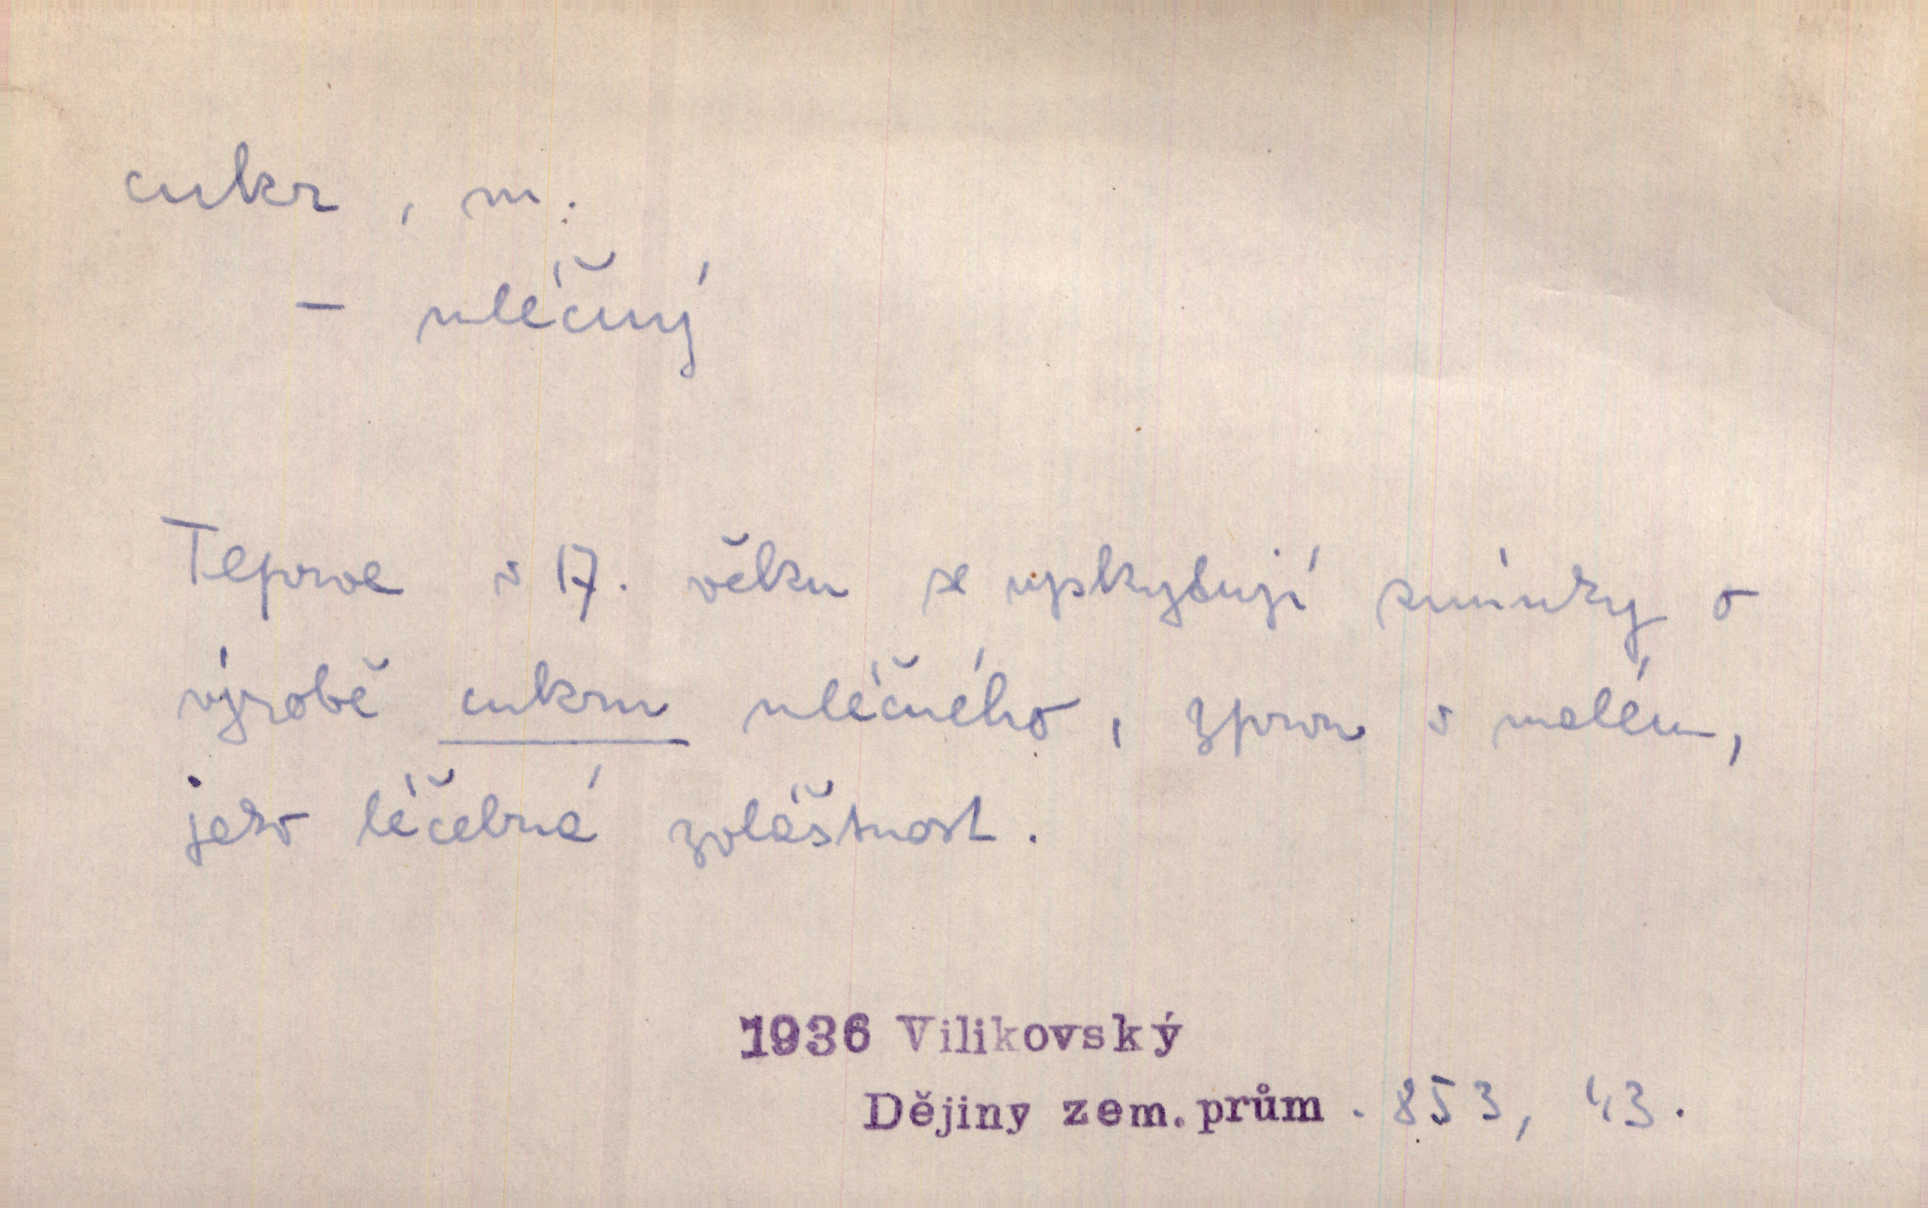 cukr, m.
– mléčný
Teprve v 17. věku se vyskytují zmínky o
výrobě cukru mléčného, zprvu v malém,
jako léčebná zvláštnost.
1936 Vilikovský
Dějiny zem. prům. 853, 43.